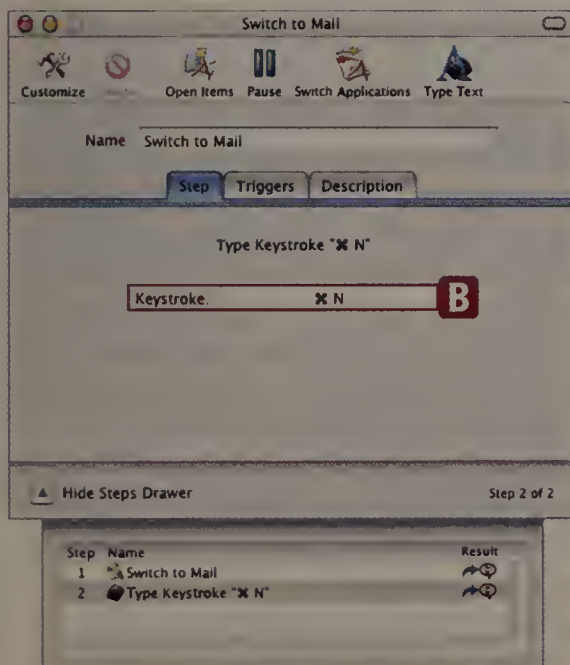 Switch to Mail
Customize Open Items Pause Switch Applications Type Text
Name Switch to Mail
Step Triggers Description
Type Keystroke "⌘ N"
Keystroke. ⌘ N B
Hide Steps Drawer Step 2 of 2
Step Name Result
1 Switch to Mail
2 Type Keystroke "⌘ N"